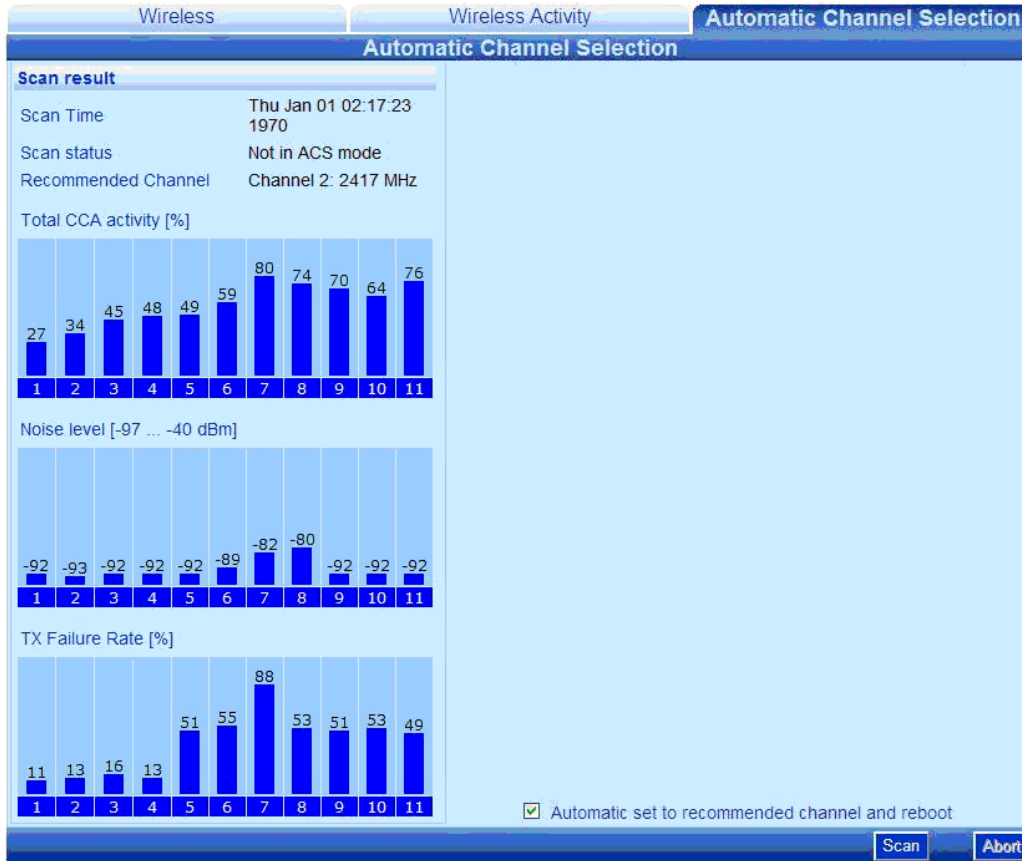 Wireless
Wireless Activity
Automatic Channel Selection
Automatic Channel Selection
Scan result
Scan Time
Thu Jan 01 02:17:23
1970
Scan status
Not in ACS mode
Recommended Channel
Channel 2: 2417 MHz
Total CCA activity [%]
27 34 45 48 49 59 80 74 70 64 76
1 2 3 4 5 6 7 8 9 10 11
Noise level [-97 ... -40 dBm]
-92 -93 -92 -92 -92 -89 -82 -80 -92 -92 -92
1 2 3 4 5 6 7 8 9 10 11
TX Failure Rate [%]
11 13 16 13 51 55 88 53 51 53 49
1 2 3 4 5 6 7 8 9 10 11
Automatic set to recommended channel and reboot
Scan
Abort